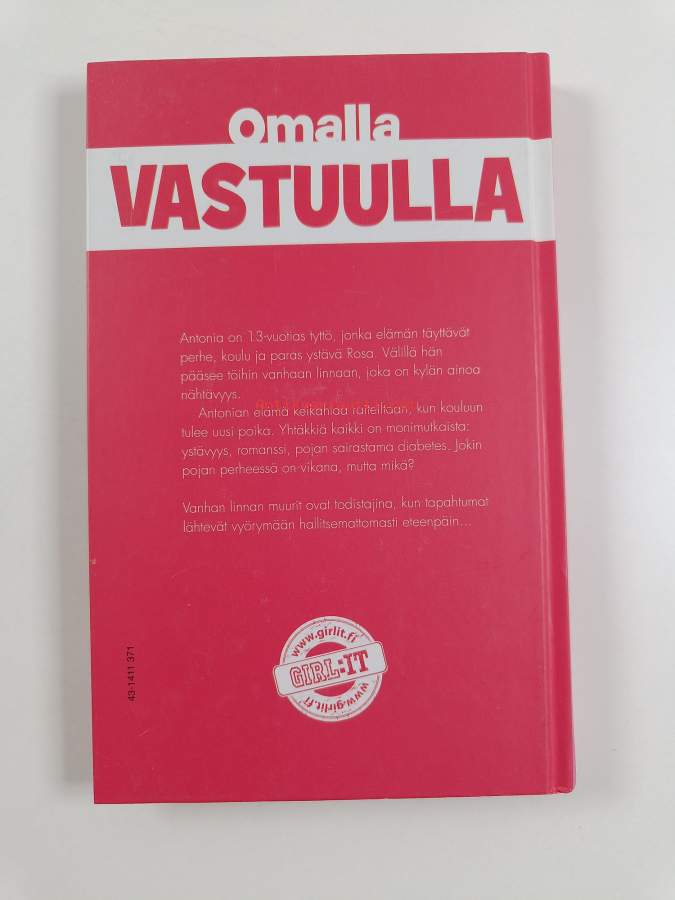 Omalla
VASTUULLA
Antonia on 13-vuotias tyttö, jonka elämän täyttävät
perhe, koulu ja paras ystävä Rosa. Välillä hän
pääsee töihin vanhaan linnaan, joka on kylän ainoa
nähtävyys.
Antonian elämä keikahtaa raiteiltaan, kun kouluun
tulee uusi poika. Yhtäkkiä kaikki on monimutkaista:
ystävyys, romanssi, pojan sairastama diabetes. Jokin
pojan perheessä on vikana, mutta mikä?
Vanhan linnan muurit ovat todistajina, kun tapahtumat
lähtevät vyörymään hallitsemattomasti eteenpäin...
www.girlit.fi
GIRL:IT
www.girlit.fi
43-1411 371